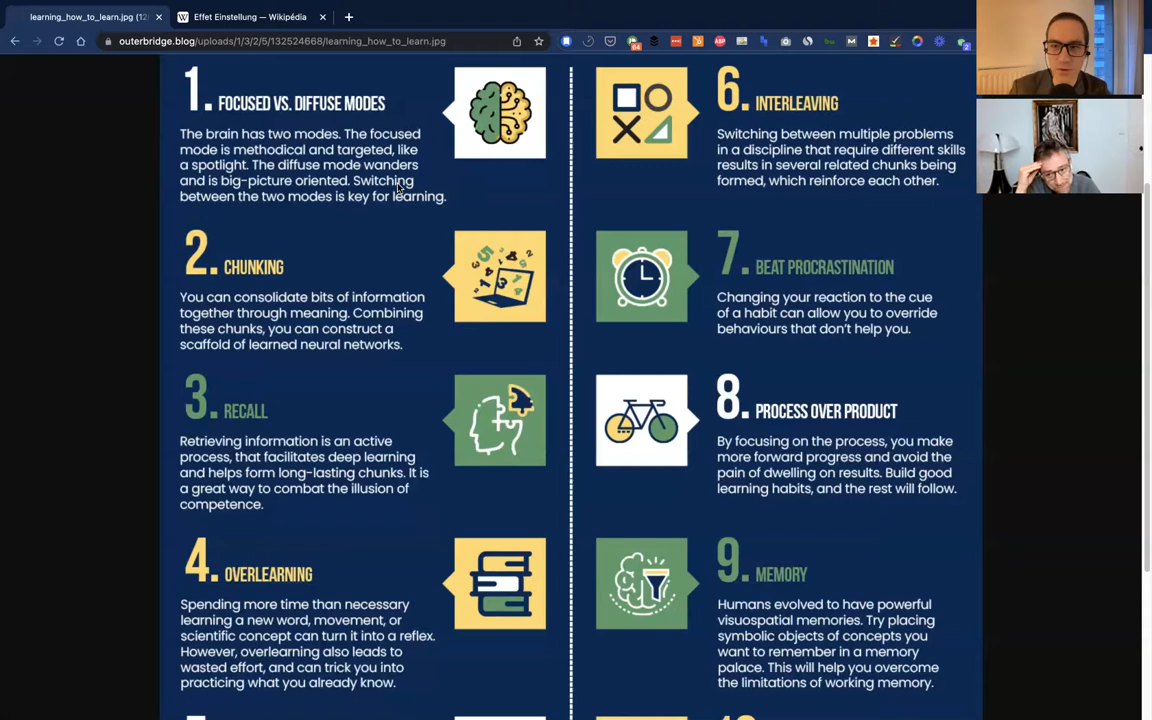 learning_how_to_learn.jpg (12
Effet Einstellung — Wikipédia
outerbridge.blog/uploads/1/3/2/5/132524668/learning_how_to_learn.jpg
64
ABP
2
1. FOCUSED VS. DIFFUSE MODES
The brain has two modes. The focused
mode is methodical and targeted, like
a spotlight. The diffuse mode wanders
and is big-picture oriented. Switching
between the two modes is key for learning.
2. CHUNKING
You can consolidate bits of information
together through meaning. Combining
these chunks, you can construct a
scaffold of learned neural networks.
3. RECALL
Retrieving information is an active
process, that facilitates deep learning
and helps form long-lasting chunks. It is
a great way to combat the illusion of
competence.
4. OVERLEARNING
Spending more time than necessary
learning a new word, movement, or
scientific concept can turn it into a reflex.
However, overlearning also leads to
wasted effort, and can trick you into
practicing what you already know.
6. INTERLEAVING
Switching between multiple problems
in a discipline that require different skills
results in several related chunks being
formed, which reinforce each other.
7. BEAT PROCRASTINATION
Changing your reaction to the cue
of a habit can allow you to override
behaviours that don't help you.
8. PROCESS OVER PRODUCT
By focusing on the process, you make
more forward progress and avoid the
pain of dwelling on results. Build good
learning habits, and the rest will follow.
9. MEMORY
Humans evolved to have powerful
visuospatial memories. Try placing
symbolic objects of concepts you
want to remember in a memory
palace. This will help you overcome
the limitations of working memory.